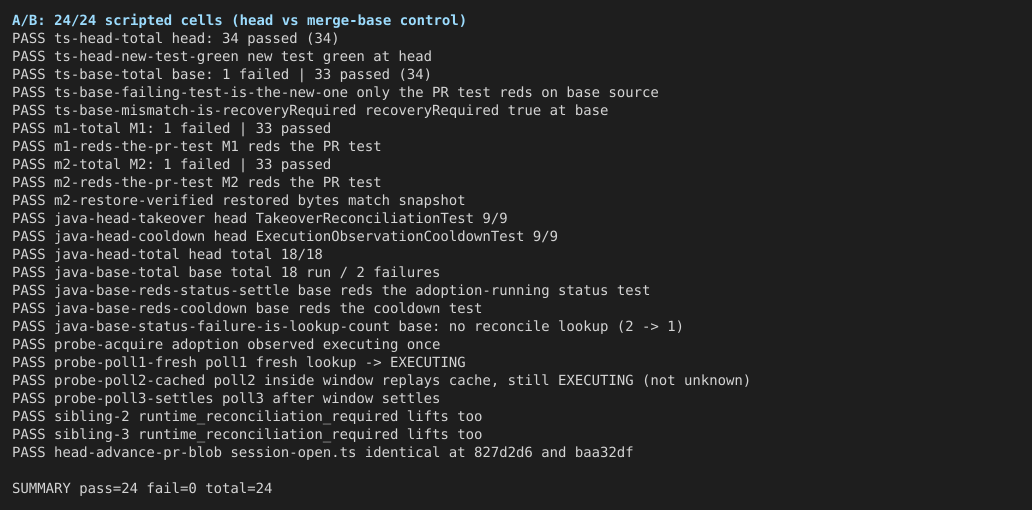 A/B: 24/24 scripted cells (head vs merge-base control)
PASS ts-head-total head: 34 passed (34)
PASS ts-head-new-test-green new test green at head
PASS ts-base-total base: 1 failed | 33 passed (34)
PASS ts-base-failing-test-is-the-new-one only the PR test reds on base source
PASS ts-base-mismatch-is-recoveryRequired recoveryRequired true at base
PASS m1-total M1: 1 failed | 33 passed
PASS m1-reds-the-pr-test M1 reds the PR test
PASS m2-total M2: 1 failed | 33 passed
PASS m2-reds-the-pr-test M2 reds the PR test
PASS m2-restore-verified restored bytes match snapshot
PASS java-head-takeover head TakeoverReconciliationTest 9/9
PASS java-head-cooldown head ExecutionObservationCooldownTest 9/9
PASS java-head-total head total 18/18
PASS java-base-total base total 18 run / 2 failures
PASS java-base-reds-status-settle base reds the adoption-running status test
PASS java-base-reds-cooldown base reds the cooldown test
PASS java-base-status-failure-is-lookup-count base: no reconcile lookup (2 -> 1)
PASS probe-acquire adoption observed executing once
PASS probe-poll1-fresh poll1 fresh lookup -> EXECUTING
PASS probe-poll2-cached poll2 inside window replays cache, still EXECUTING (not unknown)
PASS probe-poll3-settles poll3 after window settles
PASS sibling-2 runtime_reconciliation_required lifts too
PASS sibling-3 runtime_reconciliation_required lifts too
PASS head-advance-pr-blob session-open.ts identical at 827d2d6 and baa32df
SUMMARY pass=24 fail=0 total=24